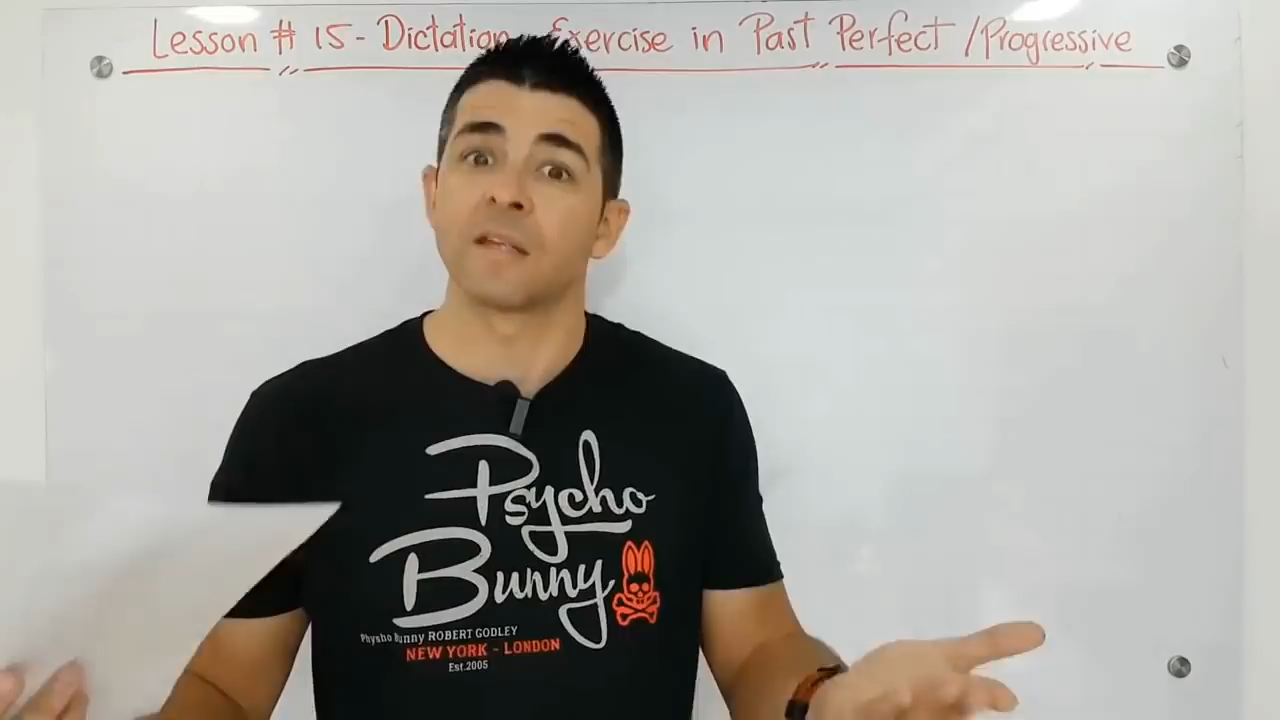 Lesson # 15 - Dictation Exercise in Past Perfect / Progressive
Psycho
Bunny
Physho Bunny ROBERT GODLEY
NEW YORK - LONDON
Est.2005